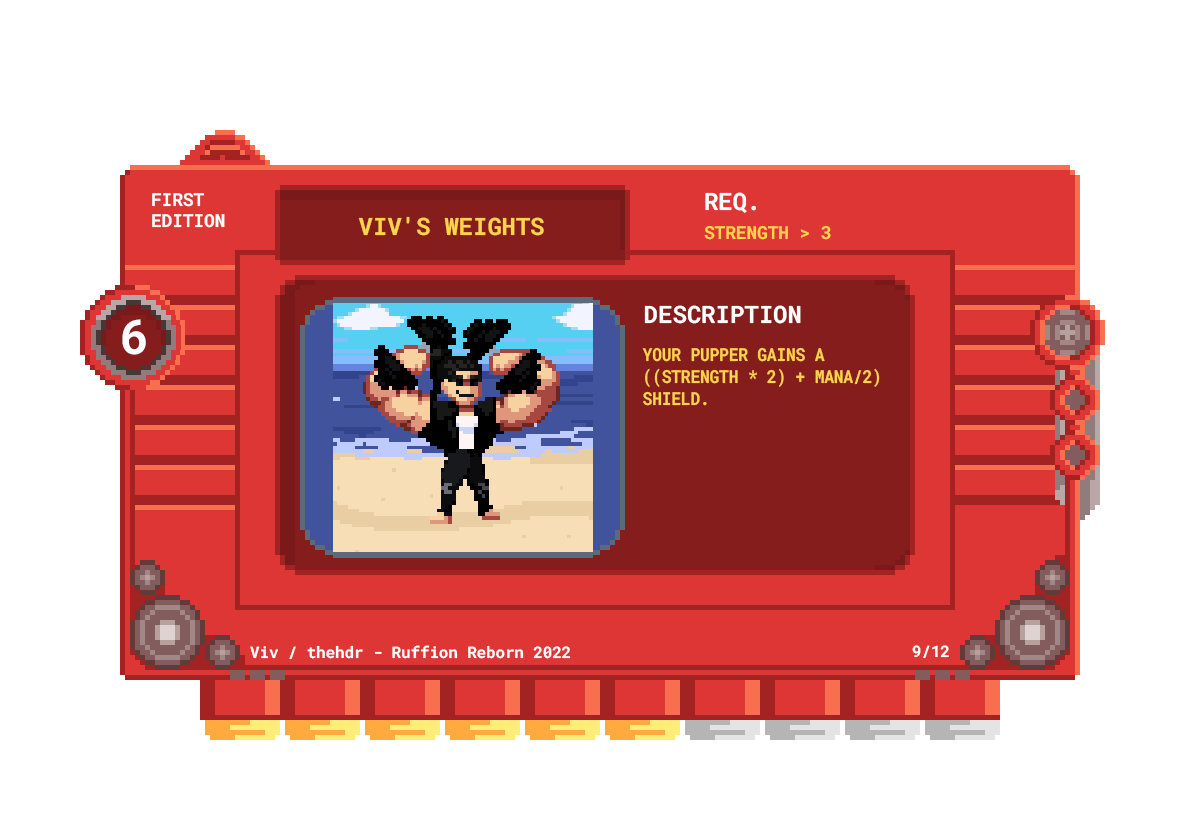 FIRST
EDITION
VIV'S WEIGHTS
REQ.
STRENGTH > 3
6
DESCRIPTION
YOUR PUPPER GAINS A
((STRENGTH * 2) + MANA/2)
SHIELD.
Viv / thehdr - Ruffion Reborn 2022
9/12